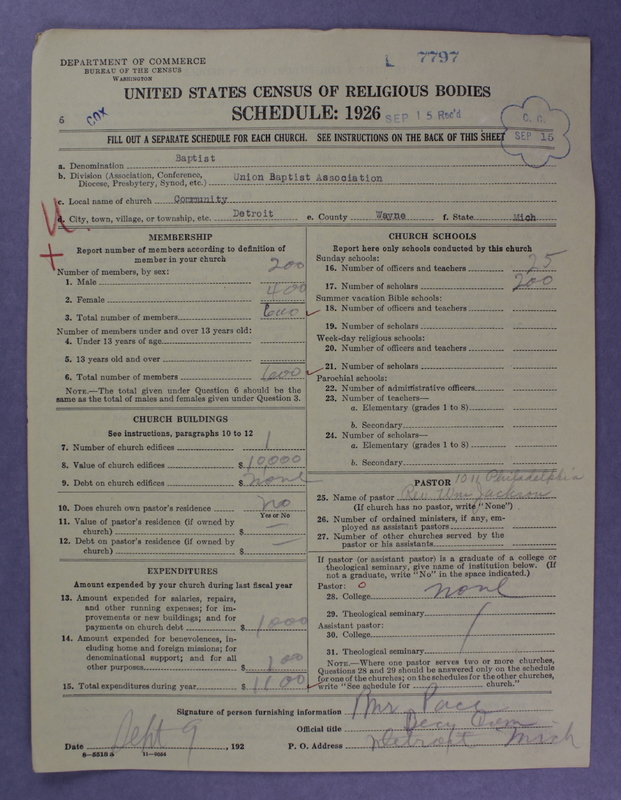 DEPARTMENT OF COMMERCE
BUREAU OF THE CENSUS
WASHINGTON
L 7797
UNITED STATES CENSUS OF RELIGIOUS BODIES
SCHEDULE: 1926
SEP 15 Rec'd
6
COX
C. C.
SEP 15
FILL OUT A SEPARATE SCHEDULE FOR EACH CHURCH. SEE INSTRUCTIONS ON THE BACK OF THIS SHEET
a. Denomination Baptist
b. Division (Association, Conference, Diocese, Presbytery, Synod, etc.) Union Baptist Association
c. Local name of church Community
d. City, town, village, or township, etc. Detroit e. County Wayne f. State Mich
MEMBERSHIP
Report number of members according to definition of
member in your church
Number of members, by sex:
1. Male 200
2. Female 400
3. Total number of members 600
Number of members under and over 13 years old:
4. Under 13 years of age
5. 13 years old and over
6. Total number of members 600
NOTE.—The total given under Question 6 should be the
same as the total of males and females given under Question 3.
CHURCH BUILDINGS
See instructions, paragraphs 10 to 12
7. Number of church edifices 1
8. Value of church edifices $ 10,000
9. Debt on church edifices $ none
10. Does church own pastor's residence no
Yes or No
11. Value of pastor's residence (if owned by
church) $ —
12. Debt on pastor's residence (if owned by
church) $ —
EXPENDITURES
Amount expended by your church during last fiscal year
13. Amount expended for salaries, repairs,
and other running expenses; for im-
provements or new buildings; and for
payments on church debt $ 1000
14. Amount expended for benevolences, in-
cluding home and foreign missions; for
denominational support; and for all
other purposes $ 100
15. Total expenditures during year $ 1100
CHURCH SCHOOLS
Report here only schools conducted by this church
Sunday schools:
16. Number of officers and teachers 25
17. Number of scholars 200
Summer vacation Bible schools:
18. Number of officers and teachers
19. Number of scholars
Week-day religious schools:
20. Number of officers and teachers
21. Number of scholars
Parochial schools:
22. Number of administrative officers
23. Number of teachers—
a. Elementary (grades 1 to 8)
b. Secondary
24. Number of scholars—
a. Elementary (grades 1 to 8)
b. Secondary
PASTOR 1011 Philadelphia
25. Name of pastor Rev. Wm Jackson
(If church has no pastor, write "None")
26. Number of ordained ministers, if any, em-
ployed as assistant pastors
27. Number of other churches served by the
pastor or his assistants
If pastor (or assistant pastor) is a graduate of a college or
theological seminary, give name of institution below. (If
not a graduate, write "No" in the space indicated.)
Pastor: O
28. College none
29. Theological seminary
Assistant pastor:
30. College
31. Theological seminary
NOTE.—Where one pastor serves two or more churches,
Questions 28 and 29 should be answered only on the schedule
for one of the churches; on the schedules for the other churches,
write "See schedule for church."
Signature of person furnishing information Mrs. Pace
Official title Secy
Date Sept 9, 192 P. O. Address Detroit Mich
8—5518a 11—9284